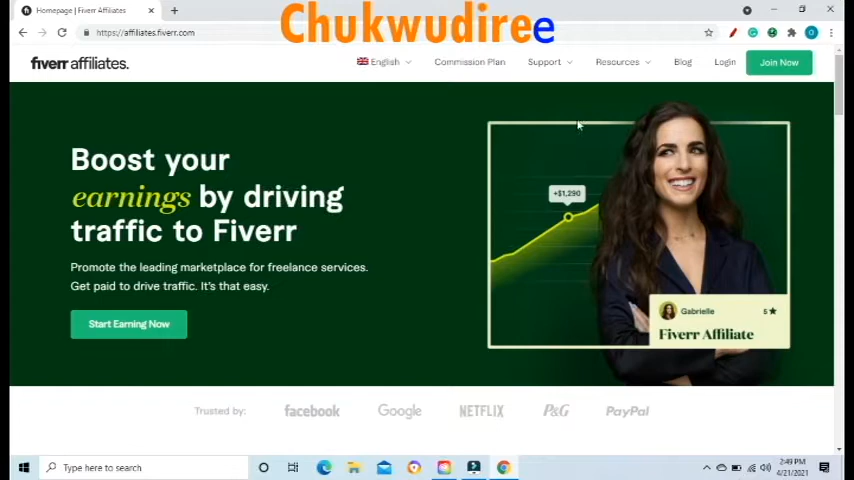 Homepage | Fiverr Affiliates
Chukwudiree
https://affiliates.fiverr.com
fiverr affiliates.
English
Commission Plan
Support
Resources
Blog
Login
Join Now
Boost your
earnings by driving
traffic to Fiverr
Promote the leading marketplace for freelance services.
Get paid to drive traffic. It's that easy.
Start Earning Now
+$1,290
Gabrielle
5★
Fiverr Affiliate
Trusted by:
facebook
Google
NETFLIX
P&G
PayPal
Type here to search
2:49 PM
4/21/2021